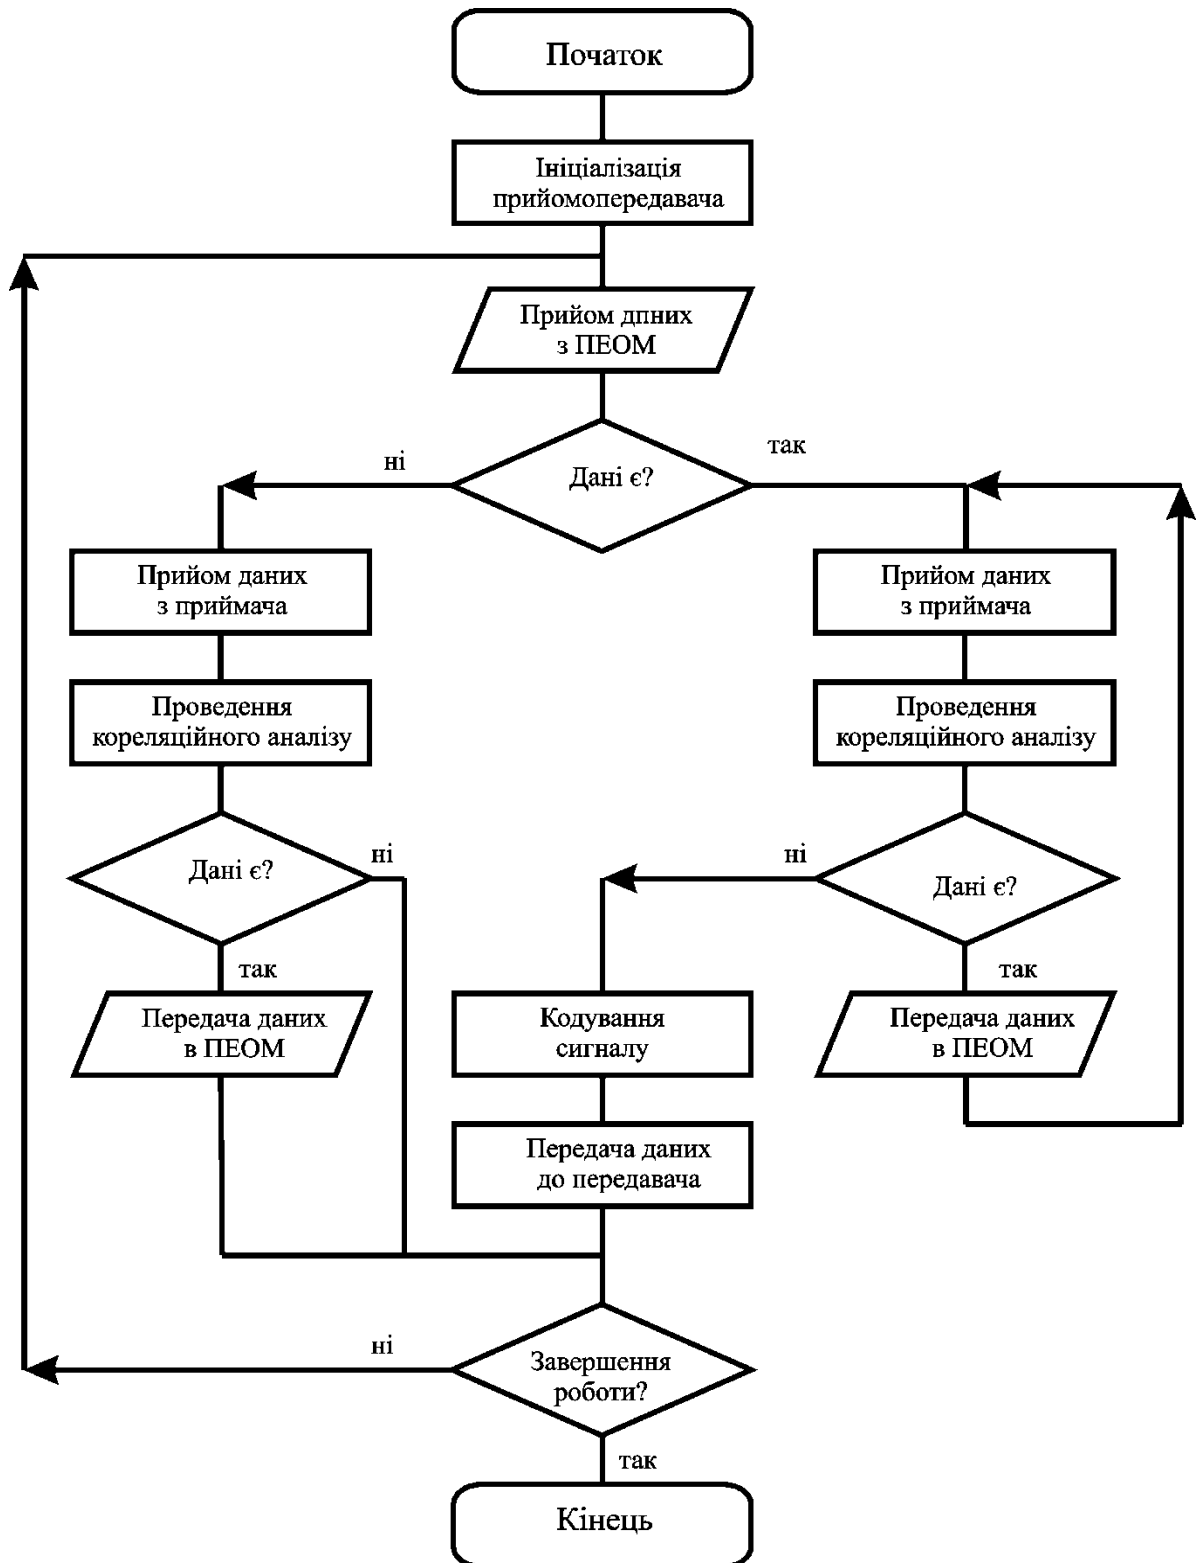 Початок
Ініціалізація
прийомопередавача
Прийом дпних
з ПЕОМ
Дані є?
ні
так
Прийом даних
з приймача
Прийом даних
з приймача
Проведення
кореляційного аналізу
Проведення
кореляційного аналізу
Дані є?
ні
ні
Дані є?
так
так
Передача даних
в ПЕОМ
Кодування
сигналу
Передача даних
в ПЕОМ
Передача даних
до передавача
ні
Завершення
роботи?
так
Кінець